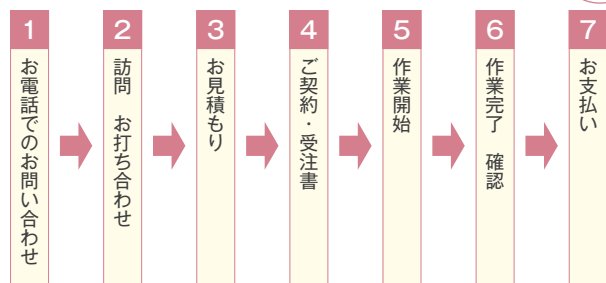 1
お電話でのお問い合わせ
2
訪問　お打ち合わせ
3
お見積もり
4
ご契約・受注書
5
作業開始
6
作業完了　確認
7
お支払い